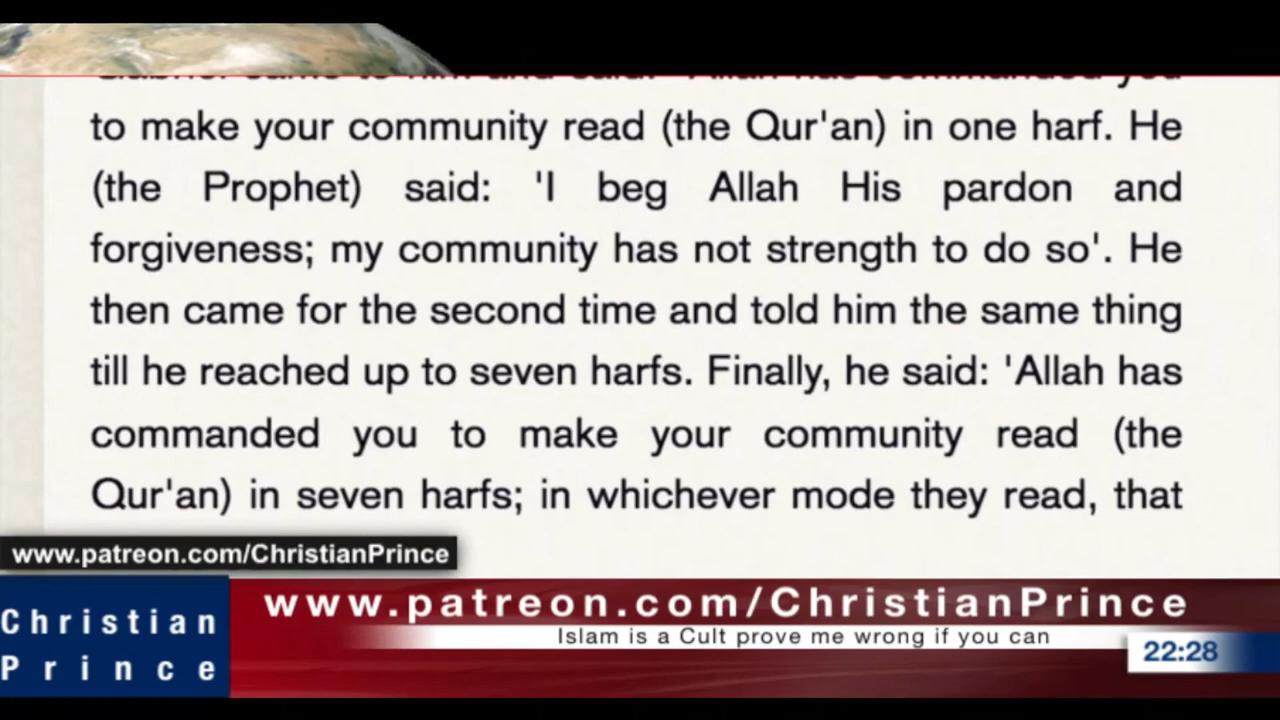 to make your community read (the Qur'an) in one harf. He
(the Prophet) said: 'I beg Allah His pardon and
forgiveness; my community has not strength to do so'. He
then came for the second time and told him the same thing
till he reached up to seven harfs. Finally, he said: 'Allah has
commanded you to make your community read (the
Qur'an) in seven harfs; in whichever mode they read, that
www.patreon.com/ChristianPrince
www.patreon.com/ChristianPrince
Islam is a Cult prove me wrong if you can
Christian
Prince
22:28